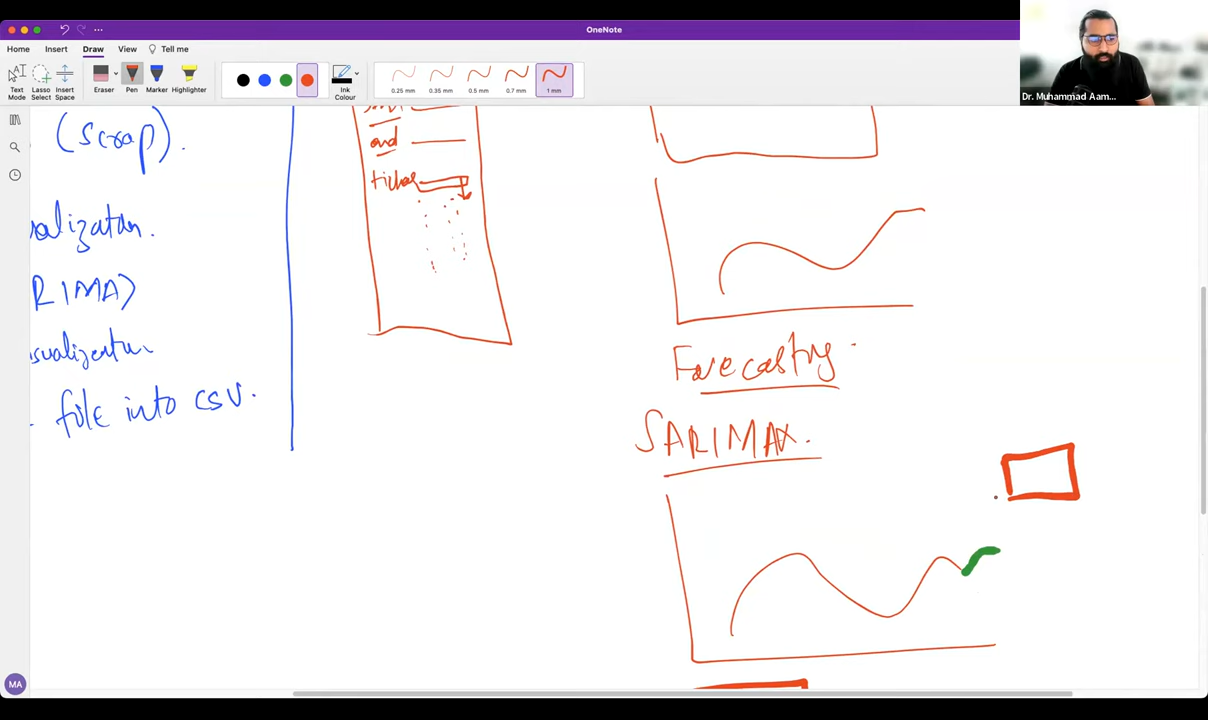 OneNote
Home Insert Draw View Tell me
Text Mode
Lasso Select
Insert Space
Eraser
Pen
Marker
Highlighter
Ink Colour
0.25 mm
0.35 mm
0.5 mm
0.7 mm
1 mm
Dr. Muhammad Aam...
(Scrap).
alization.
RIMA)
sualization
file into csv.
end
ticker
Forecasting
SARIMAX.
MA